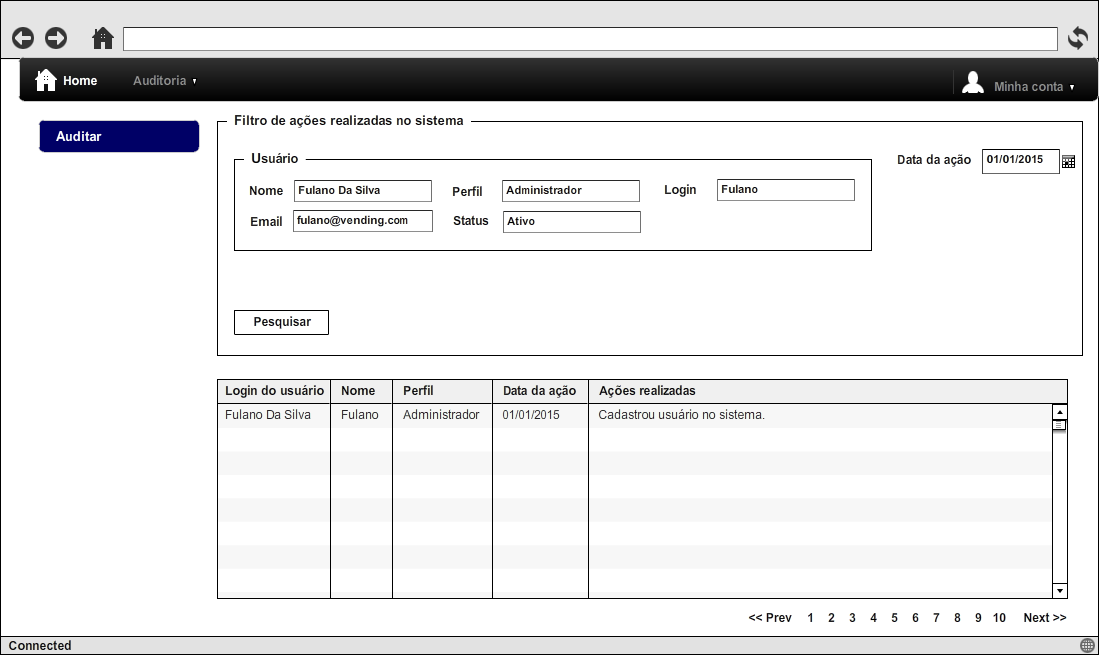 Home Auditoria Minha conta
Auditar
Filtro de ações realizadas no sistema
Usuário
Data da ação 01/01/2015
Nome Fulano Da Silva Perfil Administrador Login Fulano
Email fulano@vending.com Status Ativo
Pesquisar
Login do usuário Nome Perfil Data da ação Ações realizadas
Fulano Da Silva Fulano Administrador 01/01/2015 Cadastrou usuário no sistema.
<< Prev 1 2 3 4 5 6 7 8 9 10 Next >>
Connected